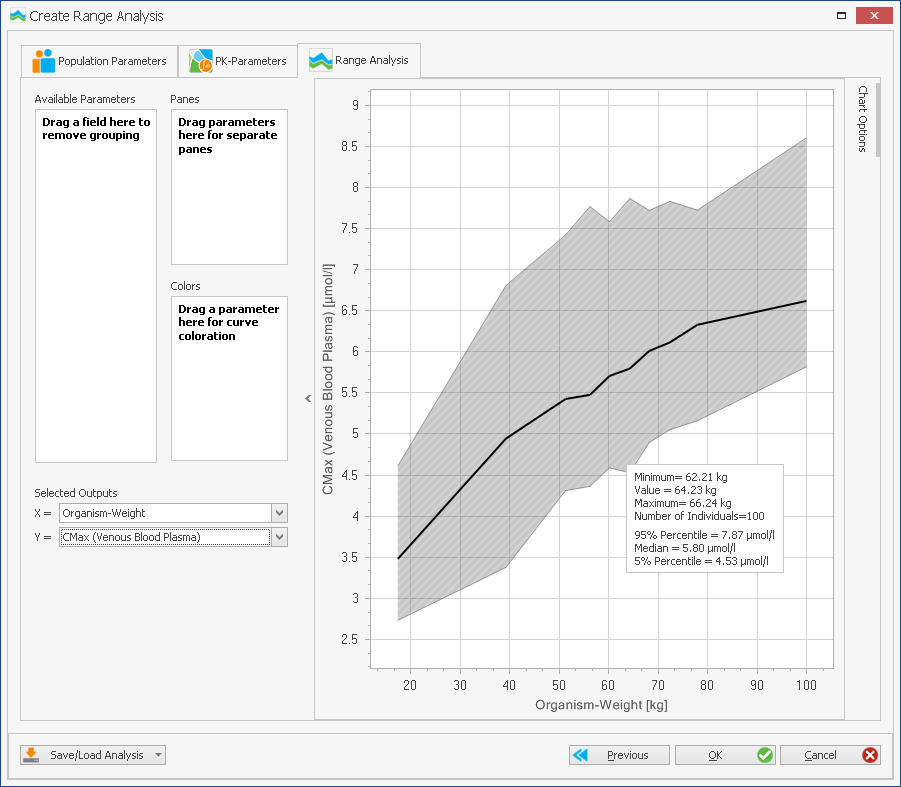 Create Range Analysis
Population Parameters
PK-Parameters
Range Analysis
Available Parameters
Drag a field here to
remove grouping
Panes
Drag parameters
here for separate
panes
Colors
Drag a parameter
here for curve
coloration
Selected Outputs
X = Organism-Weight
Y = CMax (Venous Blood Plasma)
<
CMax (Venous Blood Plasma) [µmol/l]
9
8.5
8
7.5
7
6.5
6
5.5
5
4.5
4
3.5
3
2.5
Minimum= 62.21 kg
Value = 64.23 kg
Maximum= 66.24 kg
Number of Individuals=100
95% Percentile = 7.87 µmol/l
Median = 5.80 µmol/l
5% Percentile = 4.53 µmol/l
20 30 40 50 60 70 80 90 100
Organism-Weight [kg]
Chart Options
Save/Load Analysis
Previous
OK
Cancel